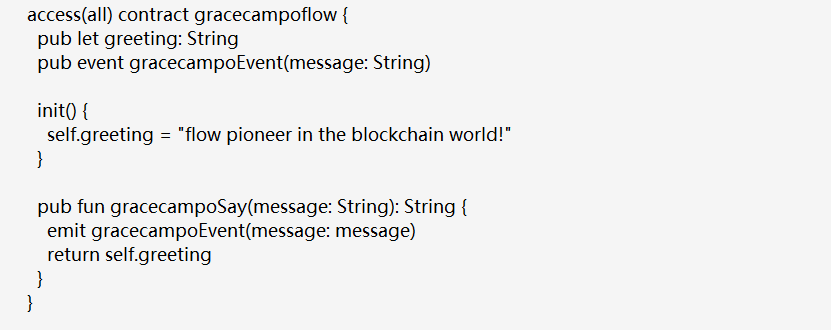 access(all) contract gracecampoflow {
pub let greeting: String
pub event gracecampoEvent(message: String)
init() {
self.greeting = "flow pioneer in the blockchain world!"
}
pub fun gracecampoSay(message: String): String {
emit gracecampoEvent(message: message)
return self.greeting
}
}